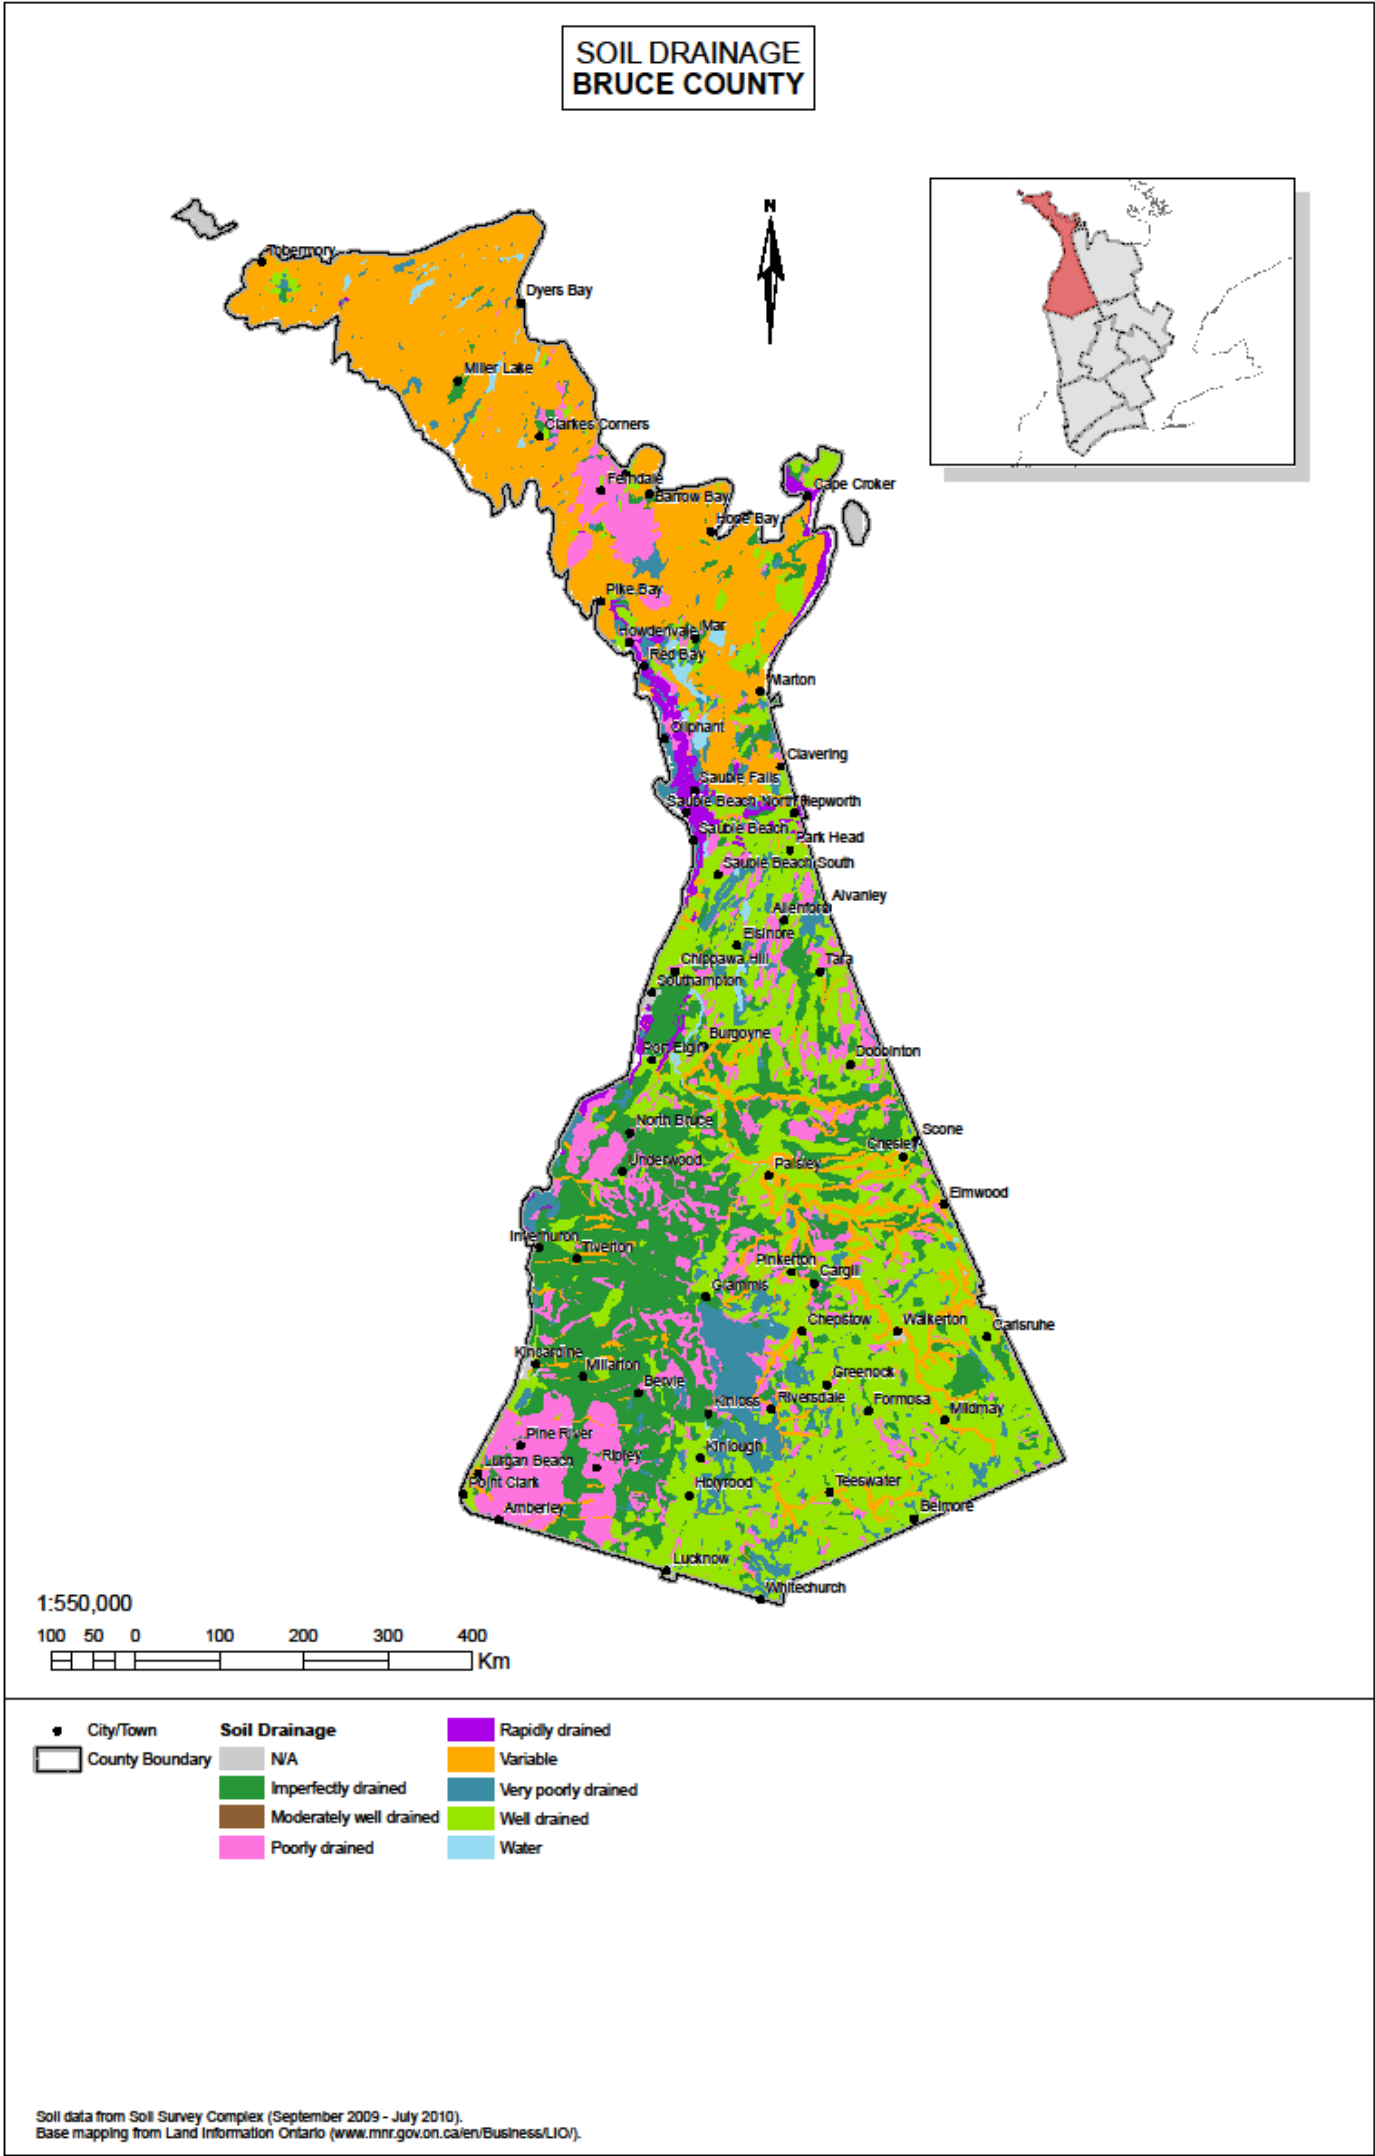 SOIL DRAINAGE
BRUCE COUNTY
N
Tobermory
Dyers Bay
Miller Lake
Clarkes Corners
Ferndale
Barrow Bay
Cape Croker
Hope Bay
Pike Bay
Howdenvale
Mar
Red Bay
Wiarton
Oliphant
Clavering
Sauble Falls
Sauble Beach North
Hepworth
Sauble Beach
Park Head
Sauble Beach South
Alvanley
Allenford
Elsinore
Chippawa Hill
Tara
Southampton
Burgoyne
Port Elgin
Dobbinton
North Bruce
Scone
Chesley
Underwood
Paisley
Elmwood
Inverhuron
Tiverton
Pinkerton
Cargill
Glammis
Chepstow
Walkerton
Carlsruhe
Kincardine
Millarton
Bervie
Greenock
Kinloss
Riversdale
Formosa
Mildmay
Pine River
Kinlough
Lurgan Beach
Ripley
Point Clark
Holyrood
Teeswater
Amberley
Belmore
Lucknow
Whitechurch
1:550,000
100 50 0 100 200 300 400
Km
City/Town
County Boundary
Soil Drainage
N/A
Imperfectly drained
Moderately well drained
Poorly drained
Rapidly drained
Variable
Very poorly drained
Well drained
Water
Soil data from Soil Survey Complex (September 2009 - July 2010).
Base mapping from Land Information Ontario (www.mnr.gov.on.ca/en/Business/LIO/).